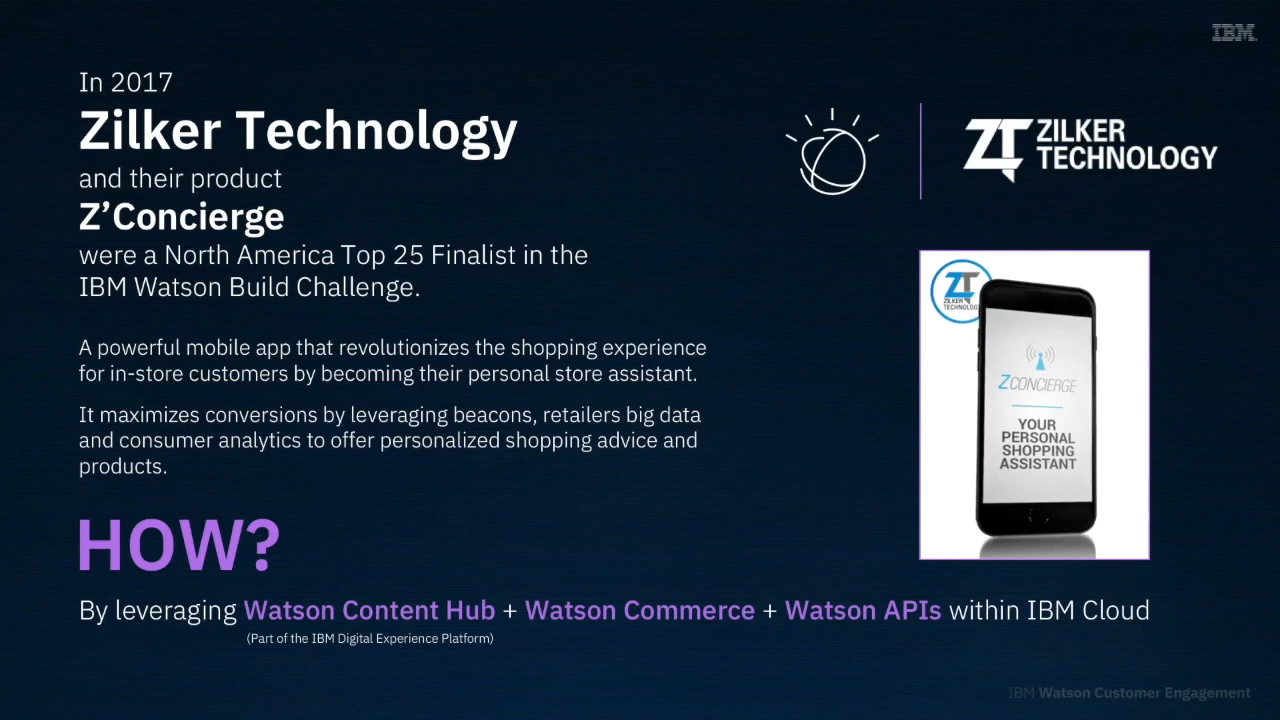 IBM
In 2017
Zilker Technology
and their product
Z’Concierge
were a North America Top 25 Finalist in the
IBM Watson Build Challenge.
ZT ZILKER
TECHNOLOGY
A powerful mobile app that revolutionizes the shopping experience
for in-store customers by becoming their personal store assistant.
It maximizes conversions by leveraging beacons, retailers big data
and consumer analytics to offer personalized shopping advice and
products.
ZT
ZILKER
TECHNOLOGY
ZCONCIERGE
YOUR
PERSONAL
SHOPPING
ASSISTANT
HOW?
By leveraging Watson Content Hub + Watson Commerce + Watson APIs within IBM Cloud
(Part of the IBM Digital Experience Platform)
IBM Watson Customer Engagement